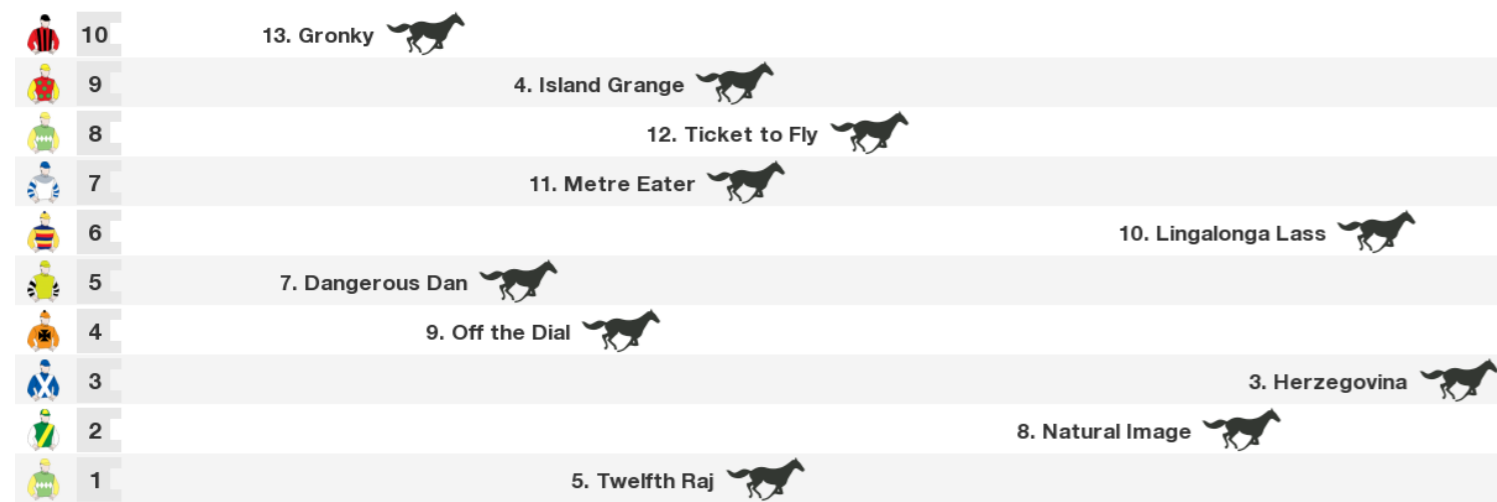 10 13. Gronky
9 4. Island Grange
8 12. Ticket to Fly
7 11. Metre Eater
6 10. Lingalonga Lass
5 7. Dangerous Dan
4 9. Off the Dial
3 3. Herzegovina
2 8. Natural Image
1 5. Twelfth Raj